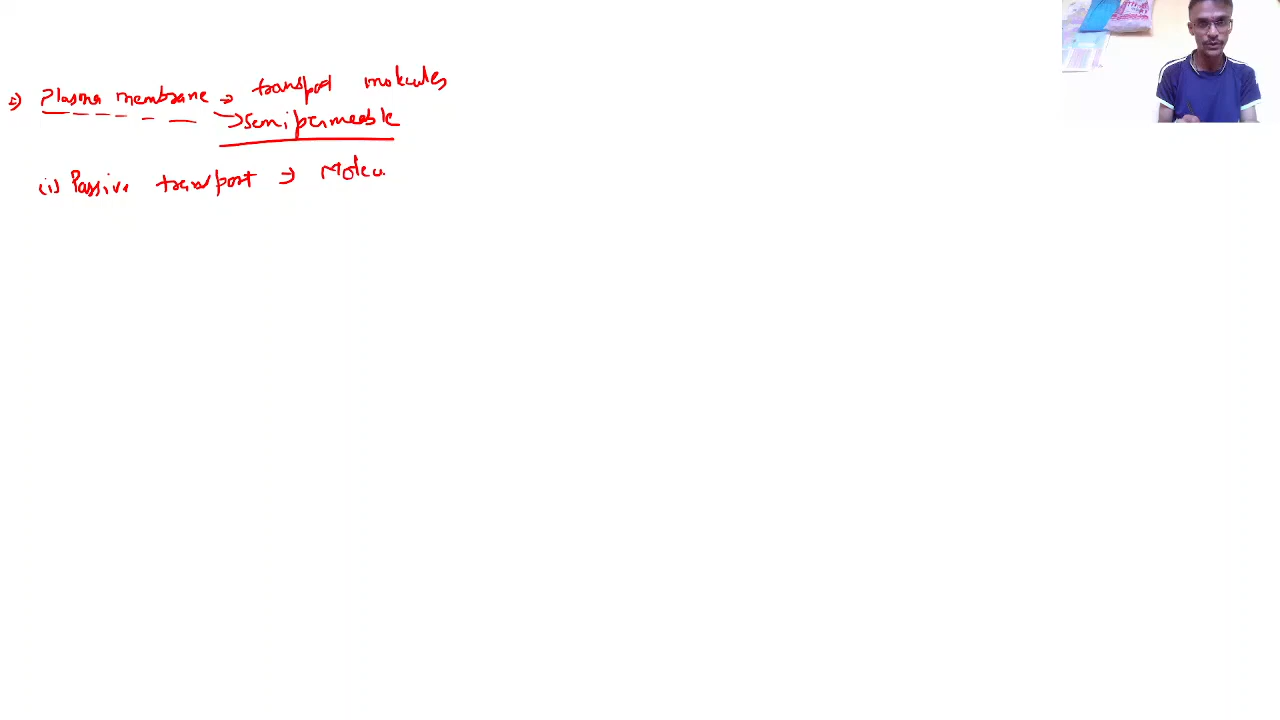 ⇒) Plasma membrane → transport molecules
→ Semipermeable
(i) Passive transport ⇒ Molecu